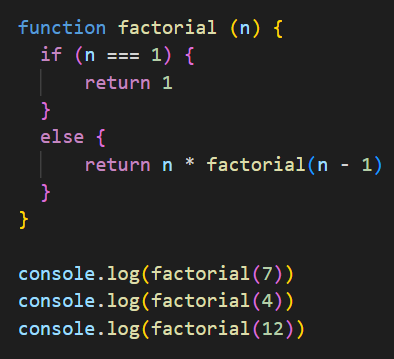 function factorial (n) {
  if (n === 1) {
      return 1
  }
  else {
      return n * factorial(n - 1)
  }
}

console.log(factorial(7))
console.log(factorial(4))
console.log(factorial(12))